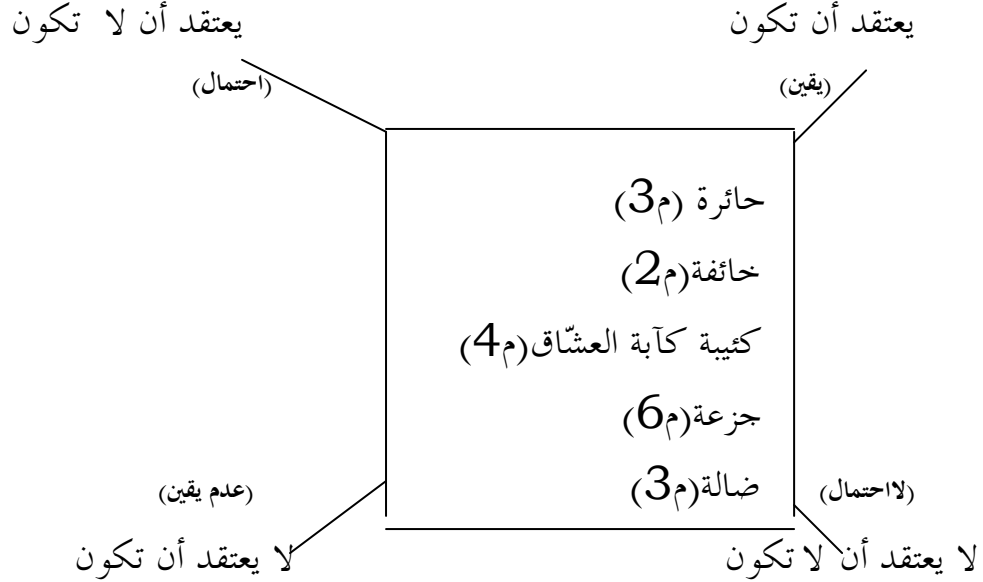 يعتقد أن تكون
يعتقد أن لا تكون
(يقين)
(احتمال)
حائرة (م3)
خائفة(م2)
كئيبة كآبة العشّاق(م4)
جزعة(م6)
ضالة(م3)
(لااحتمال)
(عدم يقين)
لا يعتقد أن لا تكون
لا يعتقد أن تكون